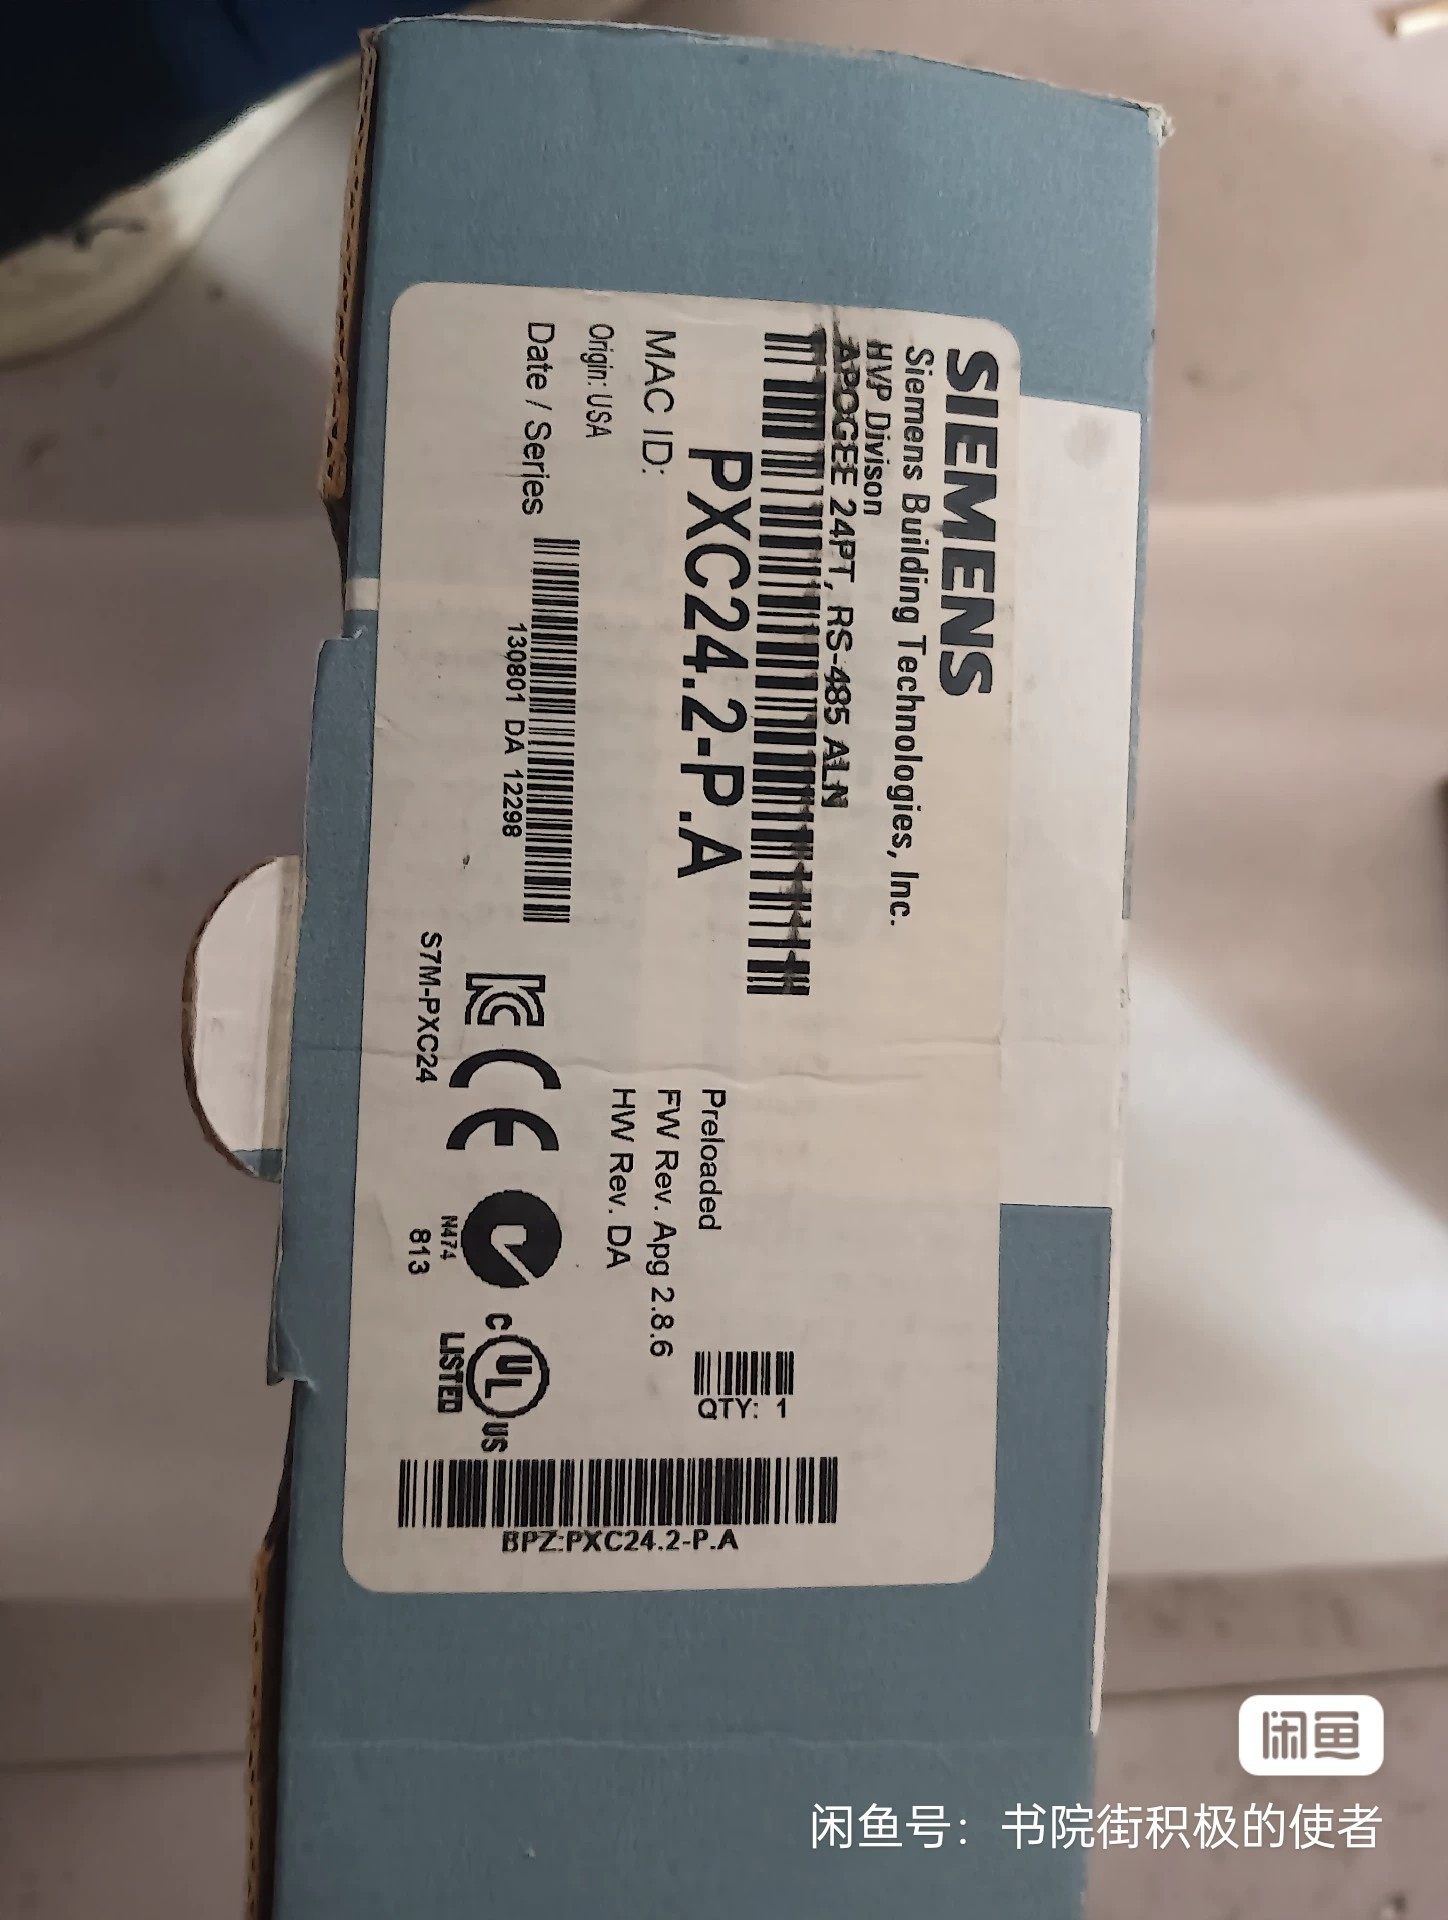 SIEMENS
Siemens Building Technologies, Inc.
HVP Divison
APOGEE 24PT, RS-485 ALN
PXC24.2-P.A
MAC ID:
Origin: USA
Date / Series
130801 DA 12298
Preloaded
FW Rev. Apg 2.8.6
HW Rev. DA
QTY: 1
S7M-PXC24
CE
N474
813
C UL US
LISTED
BPZ:PXC24.2-P.A
闲鱼
闲鱼号：书院街积极的使者